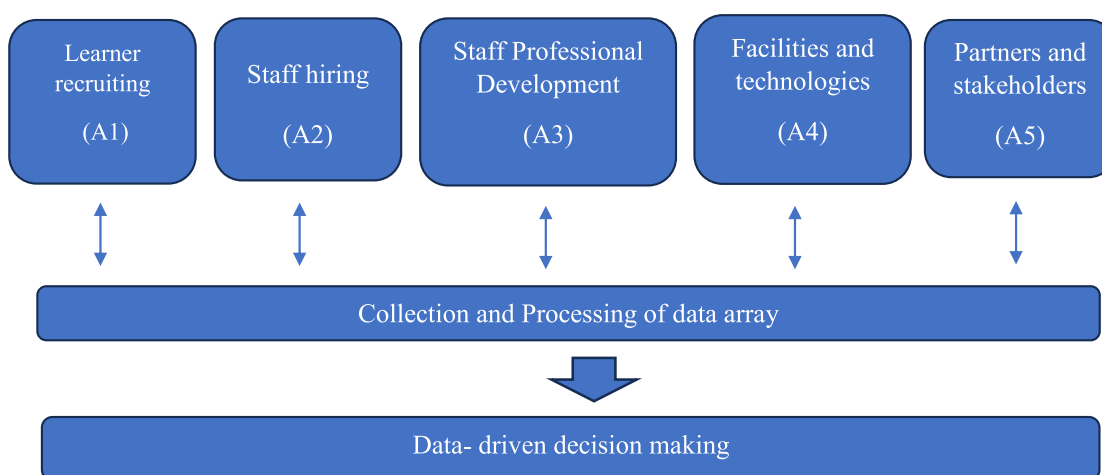 Learner
recruiting
(A1)
Staff hiring
(A2)
Staff Professional
Development
(A3)
Facilities and
technologies
(A4)
Partners and
stakeholders
(A5)
Collection and Processing of data array
Data- driven decision making